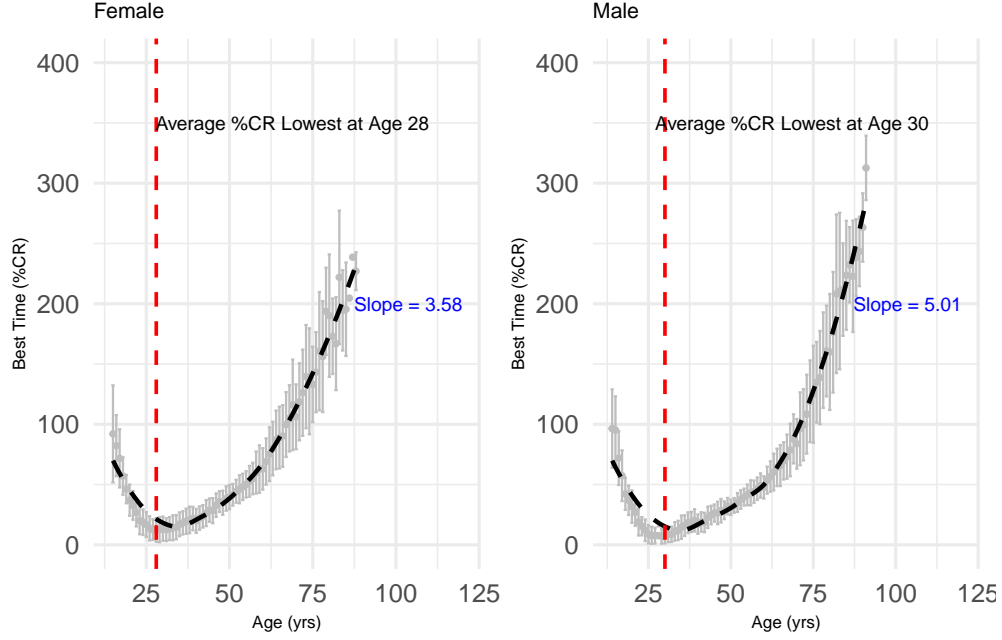 Female
Male
400
300
200
100
0
Best Time (%CR)
Average %CR Lowest at Age 28
Slope = 3.58
25
50
75
100
125
Age (yrs)
400
300
200
100
0
Best Time (%CR)
Average %CR Lowest at Age 30
Slope = 5.01
25
50
75
100
125
Age (yrs)